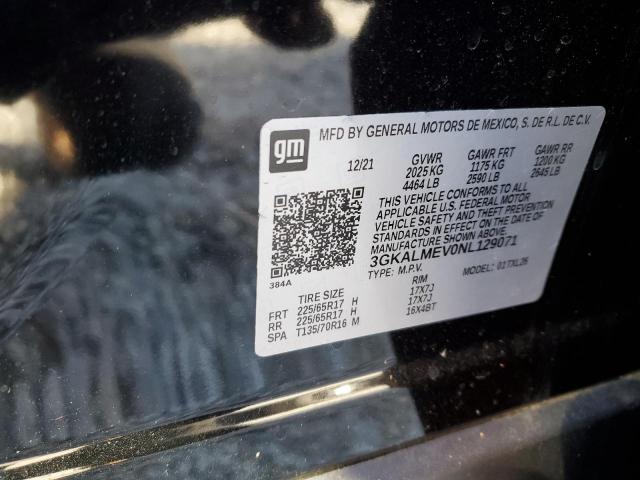 gm MFD BY GENERAL MOTORS DE MEXICO, S. DE R.L. DE C.V.
12/21 GVWR GAWR FRT GAWR RR
2025 KG 1175 KG 1200 KG
4464 LB 2590 LB 2645 LB
THIS VEHICLE CONFORMS TO ALL
APPLICABLE U.S. FEDERAL MOTOR
VEHICLE SAFETY AND THEFT PREVENTION
STANDARDS IN EFFECT ON THE DATE OF
MANUFACTURE SHOWN ABOVE.
3GKALMEV0NL129071
TYPE: M.P.V. MODEL: 01TXL26
384A
TIRE SIZE RIM
FRT 225/65R17 H 17X7J
RR 225/65R17 H 17X7J
SPA T135/70R16 M 16X4BT